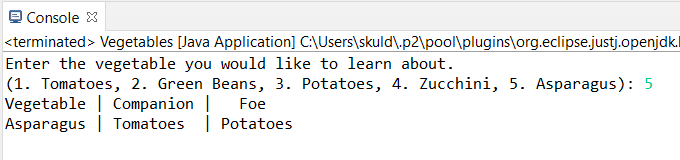 Console
<terminated> Vegetables [Java Application] C:\Users\skuld\.p2\pool\plugins\org.eclipse.justj.openjdk.
Enter the vegetable you would like to learn about.
(1. Tomatoes, 2. Green Beans, 3. Potatoes, 4. Zucchini, 5. Asparagus): 5
Vegetable | Companion |   Foe
Asparagus | Tomatoes  | Potatoes